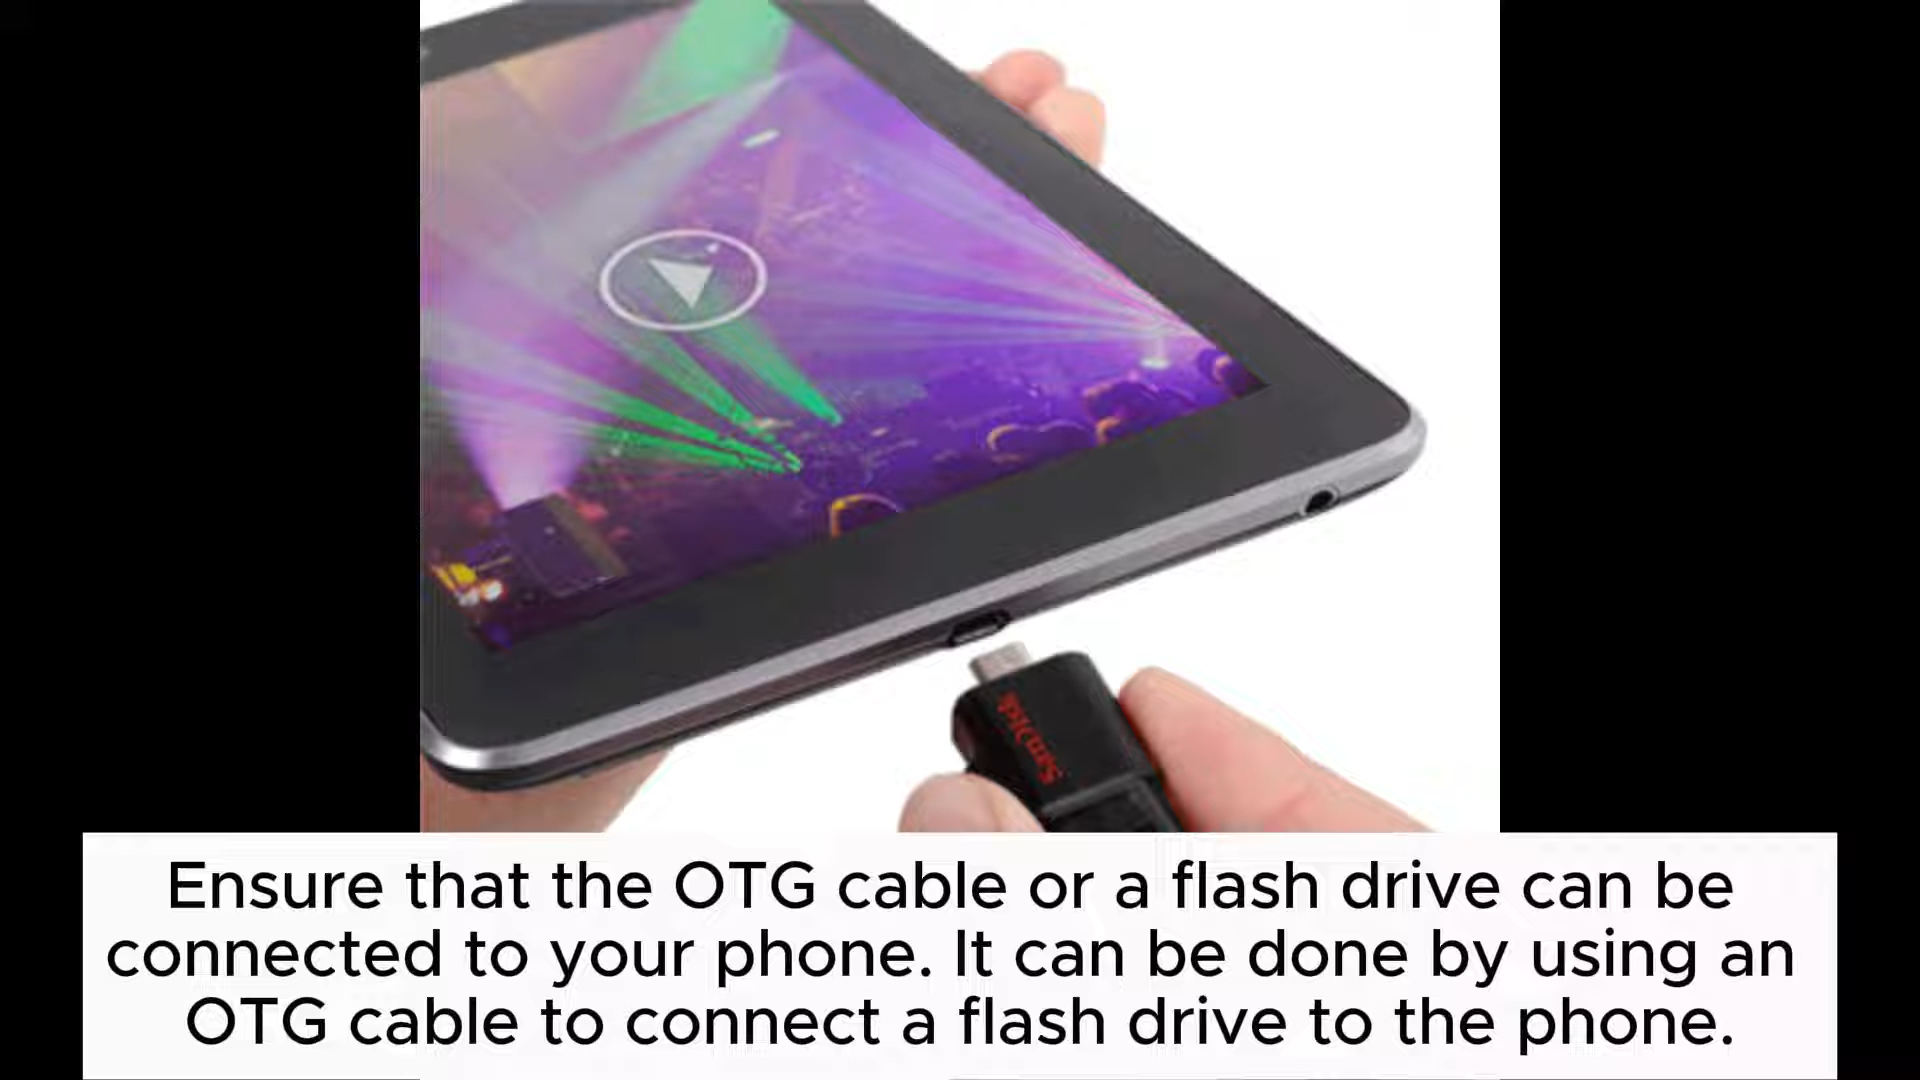 SanDisk
Ensure that the OTG cable or a flash drive can be
connected to your phone. It can be done by using an
OTG cable to connect a flash drive to the phone.